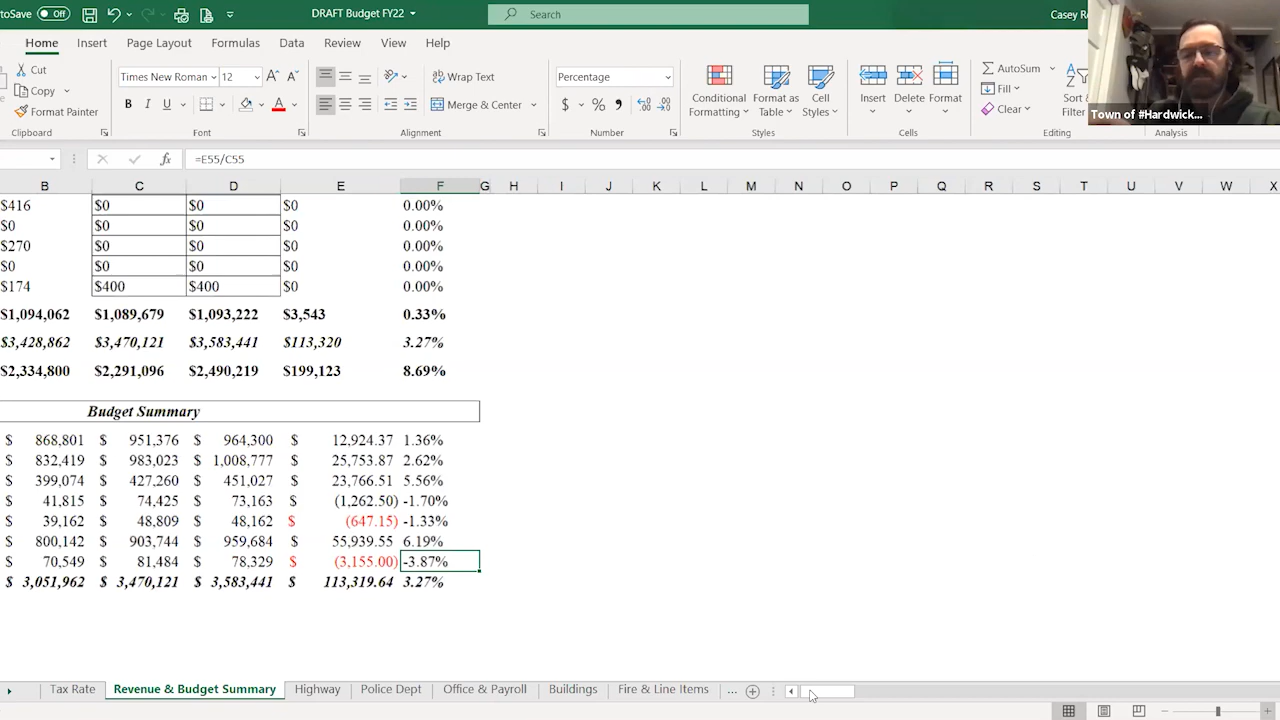 toSave Off DRAFT Budget FY22 Search Casey R
Home Insert Page Layout Formulas Data Review View Help
Cut
Copy
Format Painter
Clipboard
Times New Roman 12
B I U A
Font
Wrap Text
Merge & Center
Alignment
Percentage
$ %
Number
Conditional Formatting
Format as Table
Cell Styles
Styles
Insert Delete Format
Cells
AutoSum
Fill
Clear
Sort
Filter
Editing
Analysis
Town of #Hardwick...
fx =E55/C55
B C D E F G H I J K L M N O P Q R S T U V W X
$416 $0 $0 $0 0.00%
$0 $0 $0 $0 0.00%
$270 $0 $0 $0 0.00%
$0 $0 $0 $0 0.00%
$174 $400 $400 $0 0.00%
$1,094,062 $1,089,679 $1,093,222 $3,543 0.33%
$3,428,862 $3,470,121 $3,583,441 $113,320 3.27%
$2,334,800 $2,291,096 $2,490,219 $199,123 8.69%
Budget Summary
$ 868,801 $ 951,376 $ 964,300 $ 12,924.37 1.36%
$ 832,419 $ 983,023 $ 1,008,777 $ 25,753.87 2.62%
$ 399,074 $ 427,260 $ 451,027 $ 23,766.51 5.56%
$ 41,815 $ 74,425 $ 73,163 $ (1,262.50) -1.70%
$ 39,162 $ 48,809 $ 48,162 $ (647.15) -1.33%
$ 800,142 $ 903,744 $ 959,684 $ 55,939.55 6.19%
$ 70,549 $ 81,484 $ 78,329 $ (3,155.00) -3.87%
$ 3,051,962 $ 3,470,121 $ 3,583,441 $ 113,319.64 3.27%
Tax Rate Revenue & Budget Summary Highway Police Dept Office & Payroll Buildings Fire & Line Items ...